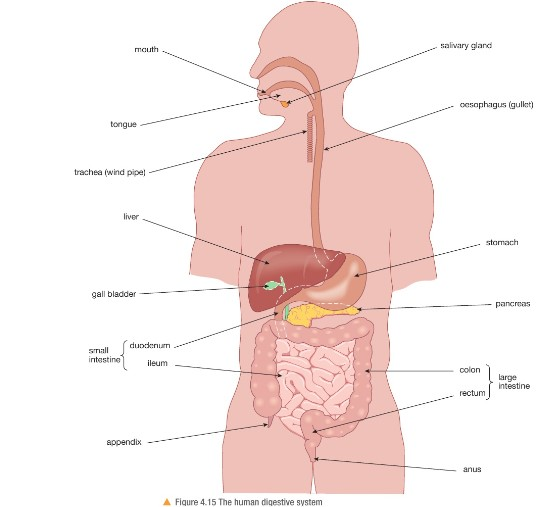 mouth
salivary gland
oesophagus (gullet)
tongue
trachea (wind pipe)
liver
stomach
gall bladder
pancreas
small
intestine
duodenum
ileum
colon
rectum
large
intestine
appendix
anus
▲ Figure 4.15 The human digestive system